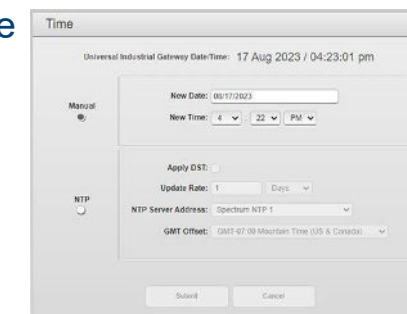 e
Time
Universal Industrial Gateway Date/Time: 17 Aug 2023 / 04:23:01 pm
Manual
New Date: 08/17/2023
New Time: 4 : 22 PM
NTP
Apply DST:
Update Rate: 1 Days
NTP Server Address: Spectrum NTP 1
GMT Offset: GMT-07:00 Mountain Time (US & Canada)
Submit Cancel